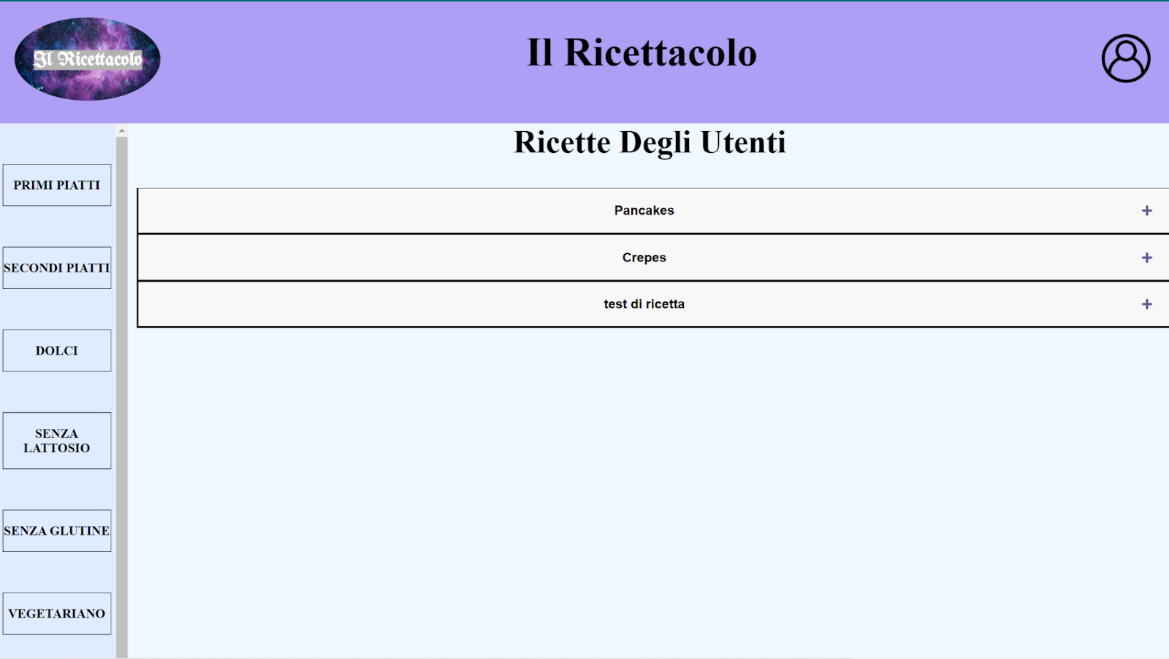 Il Ricettacolo
Il Ricettacolo
Ricette Degli Utenti
PRIMI PIATTI
SECONDI PIATTI
DOLCI
SENZA
LATTOSIO
SENZA GLUTINE
VEGETARIANO
Pancakes +
Crepes +
test di ricetta +